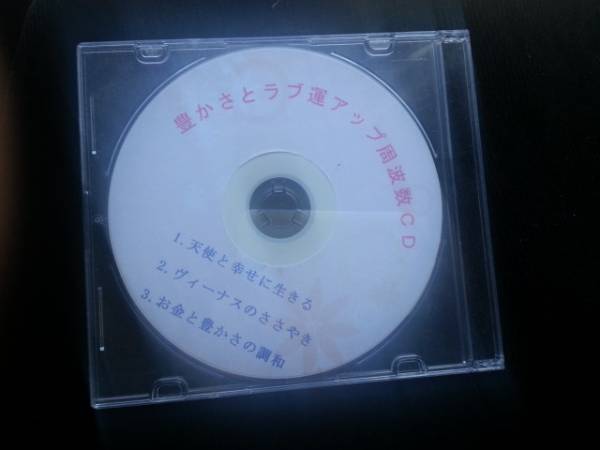 豊かさとラブ運アップ周波数CD
1.天使と幸せに生きる
2.ヴィーナスのささやき
3.お金と豊かさの調和